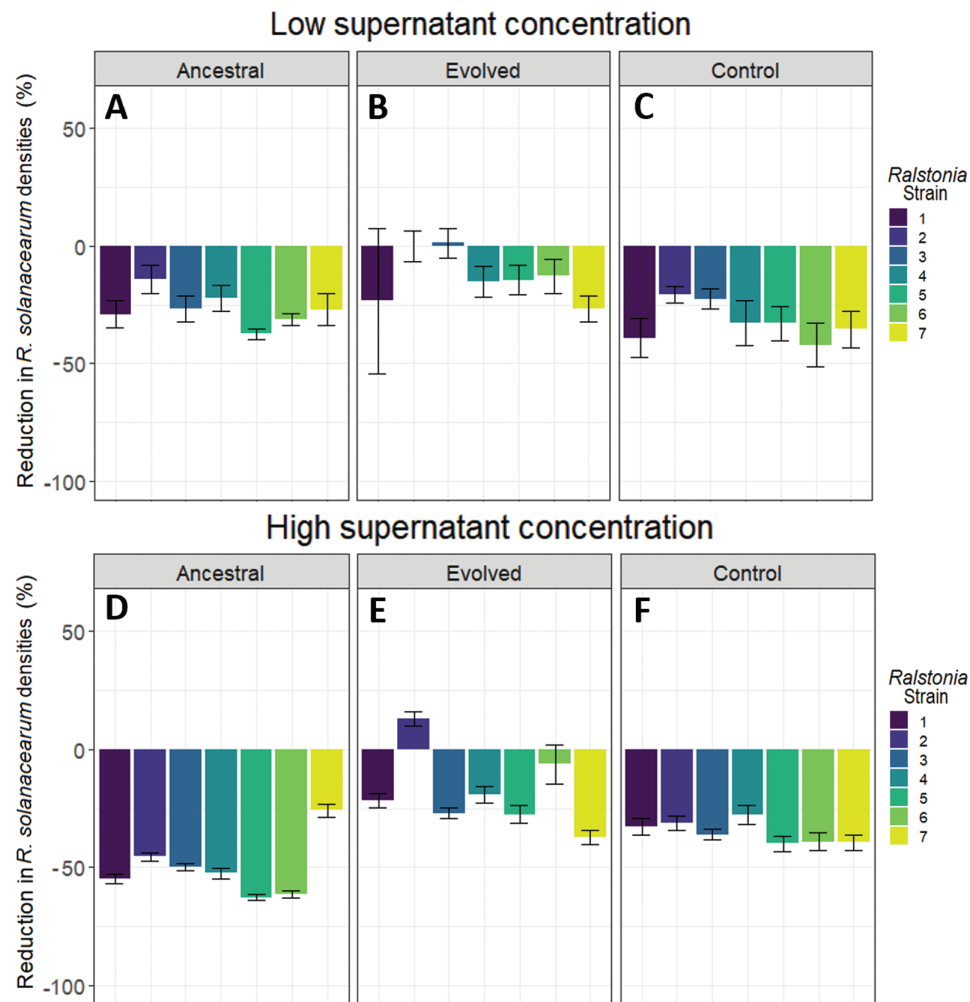 Low supernatant concentration
Ancestral
Evolved
Control
A
B
C
Reduction in R. solanacearum densities (%)
50
0
-50
-100
Ralstonia
Strain
1
2
3
4
5
6
7
High supernatant concentration
Ancestral
Evolved
Control
D
E
F
Reduction in R. solanacearum densities (%)
50
0
-50
-100
Ralstonia
Strain
1
2
3
4
5
6
7